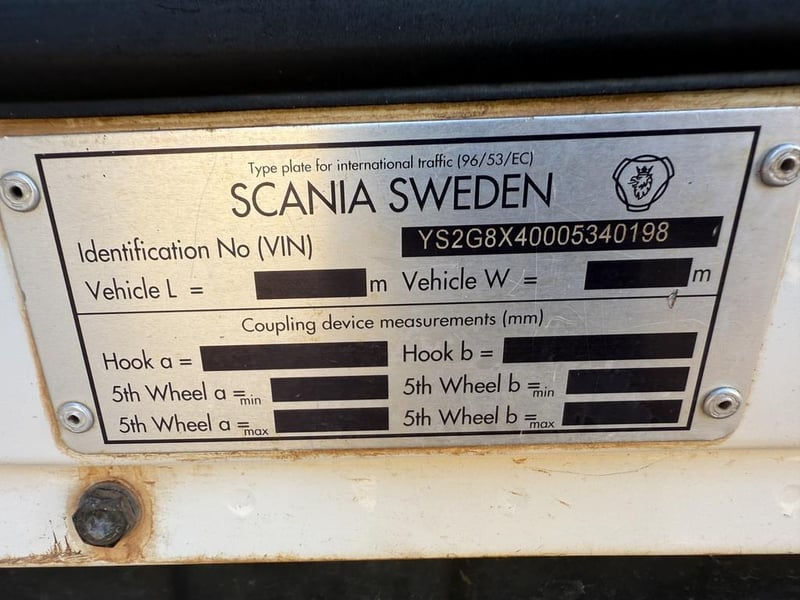 Type plate for international traffic (96/53/EC)
SCANIA SWEDEN
Identification No (VIN) YS2G8X40005340198
Vehicle L = m Vehicle W = m
Coupling device measurements (mm)
Hook a = Hook b =
5th Wheel a =min 5th Wheel b =min
5th Wheel a =max 5th Wheel b =max